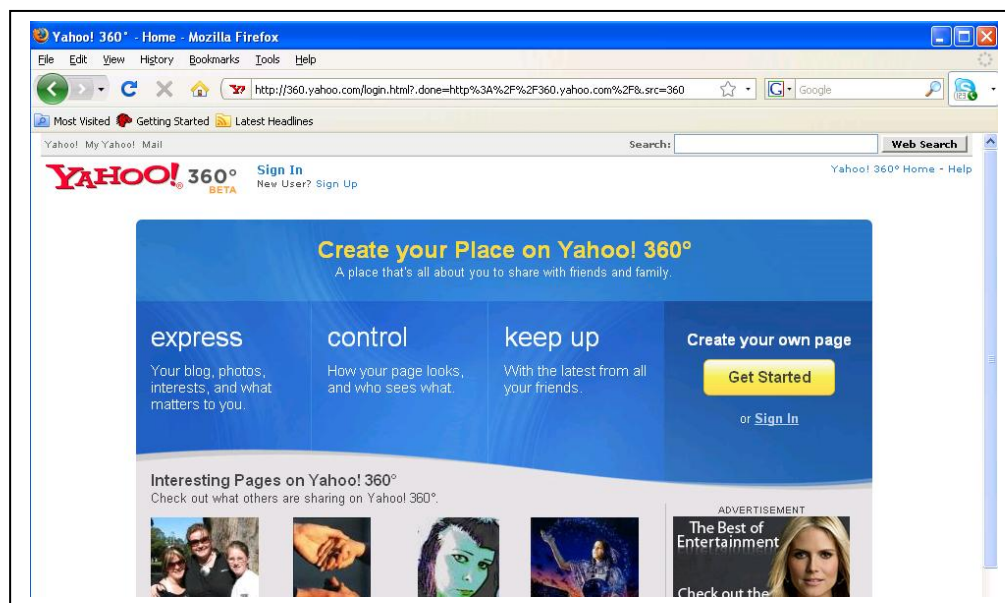 Yahoo! 360° - Home - Mozilla Firefox
File Edit View History Bookmarks Tools Help
http://360.yahoo.com/login.html?.done=http%3A%2F%2F360.yahoo.com%2F&.src=360
G Google
Most Visited Getting Started Latest Headlines
Yahoo! My Yahoo! Mail Search: Web Search
YAHOO!® 360° BETA
Sign In
New User? Sign Up
Yahoo! 360° Home - Help
Create your Place on Yahoo! 360°
A place that's all about you to share with friends and family.
express
Your blog, photos,
interests, and what
matters to you.
control
How your page looks,
and who sees what.
keep up
With the latest from all
your friends.
Create your own page
Get Started
or Sign In
Interesting Pages on Yahoo! 360°
Check out what others are sharing on Yahoo! 360°.
ADVERTISEMENT
The Best of
Entertainment
Check out the